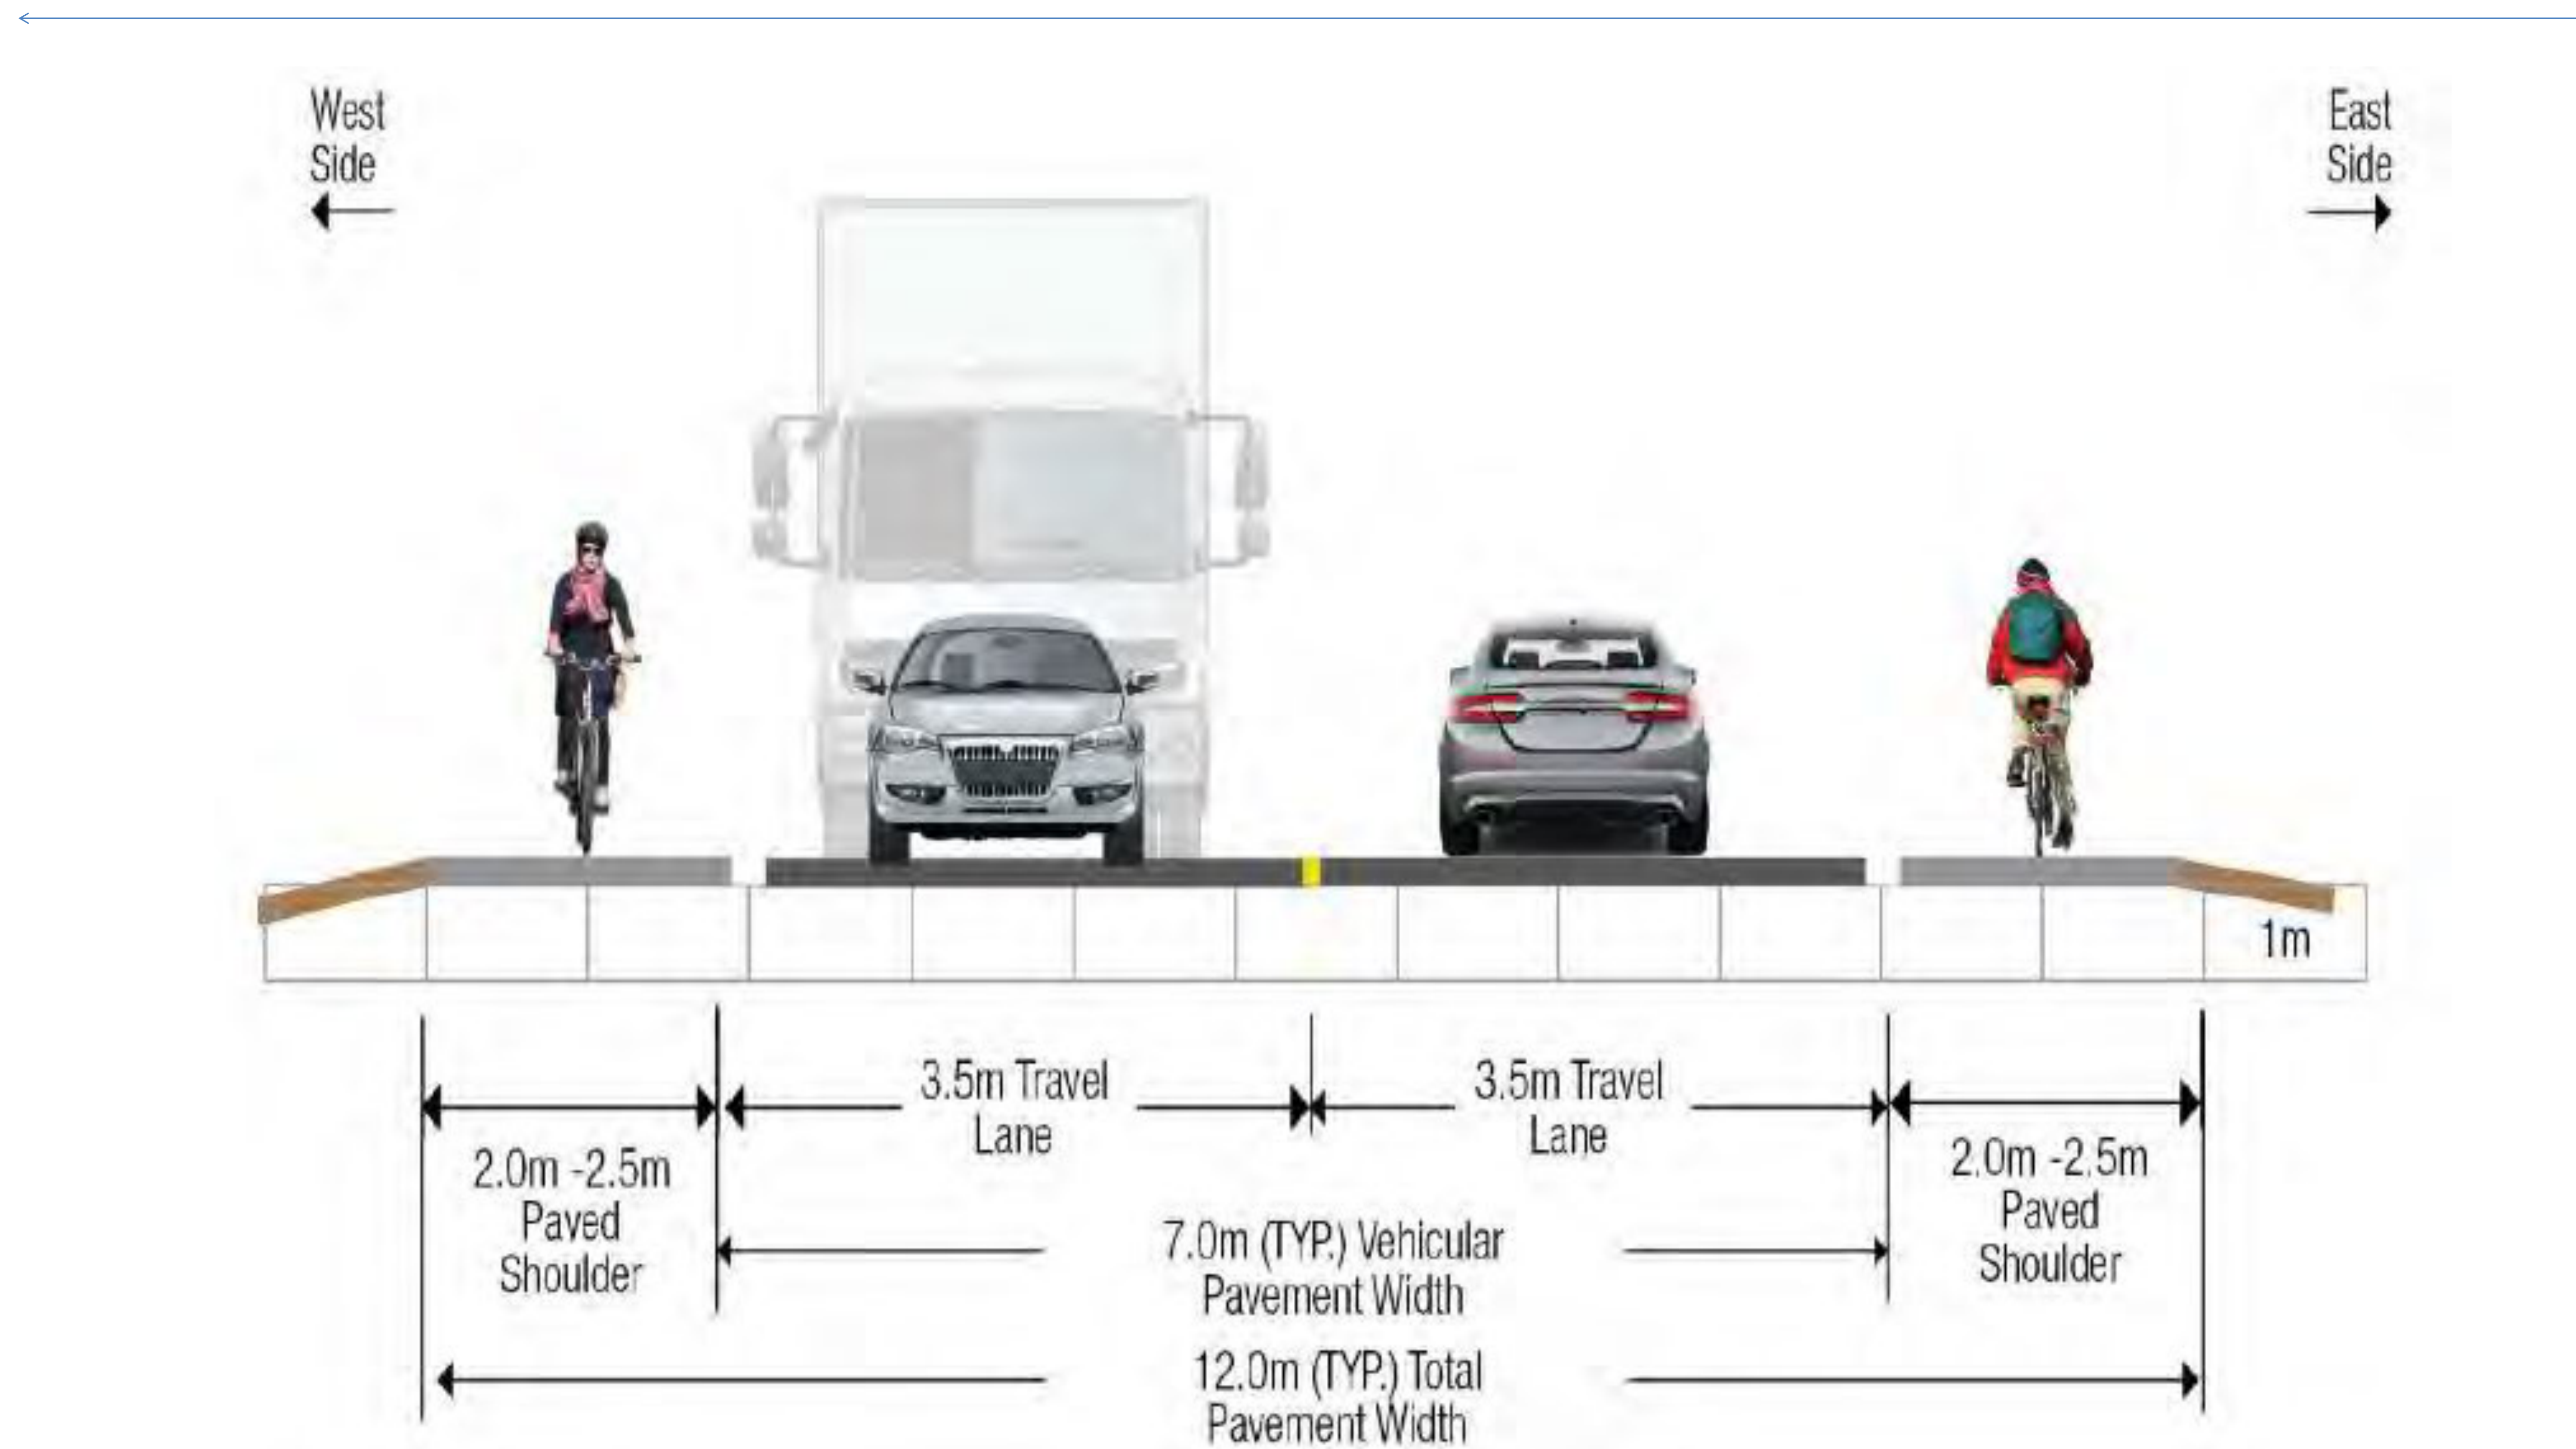 West
Side
East
Side
1m
3.5m Travel
Lane
3.5m Travel
Lane
2.0m -2.5m
Paved
Shoulder
2.0m -2.5m
Paved
Shoulder
7.0m (TYP.) Vehicular
Pavement Width
12.0m (TYP.) Total
Pavement Width